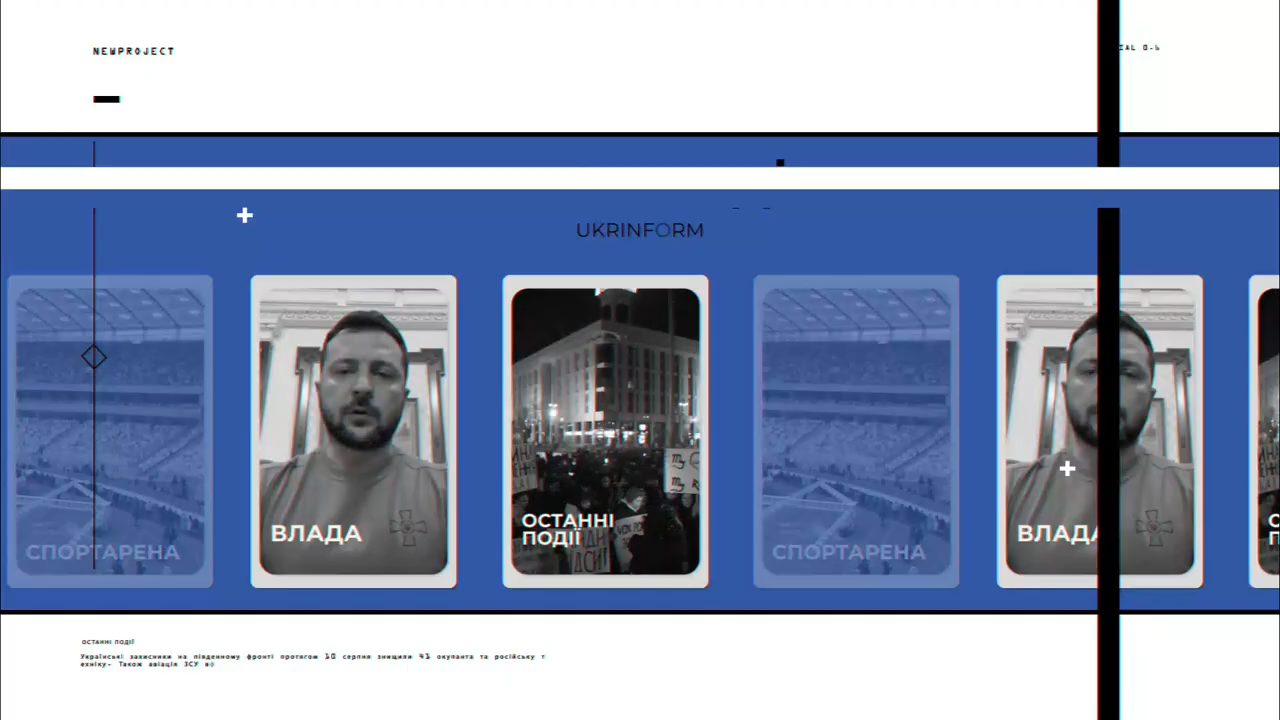 NEWPROJECT
UKRINFORM
СПОРТАРЕНА
ВЛАДА
ОСТАННІ
ПОДІЇ
СПОРТАРЕНА
ВЛАДА
ОСТАННІ ПОДІЇ
Українські захисники на південному фронті протягом 10 серпня знищили 41 окупанта та російську т
ехніку- Також авіація ЗСУ